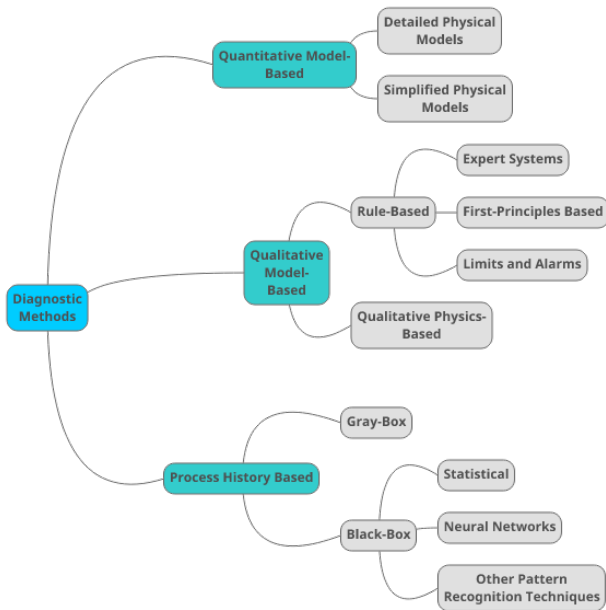 Detailed Physical
Models
Quantitative Model-
Based
Simplified Physical
Models
Expert Systems
Rule-Based
First-Principles Based
Limits and Alarms
Qualitative
Model-
Based
Diagnostic
Methods
Qualitative Physics-
Based
Gray-Box
Process History Based
Statistical
Neural Networks
Black-Box
Other Pattern
Recognition Techniques